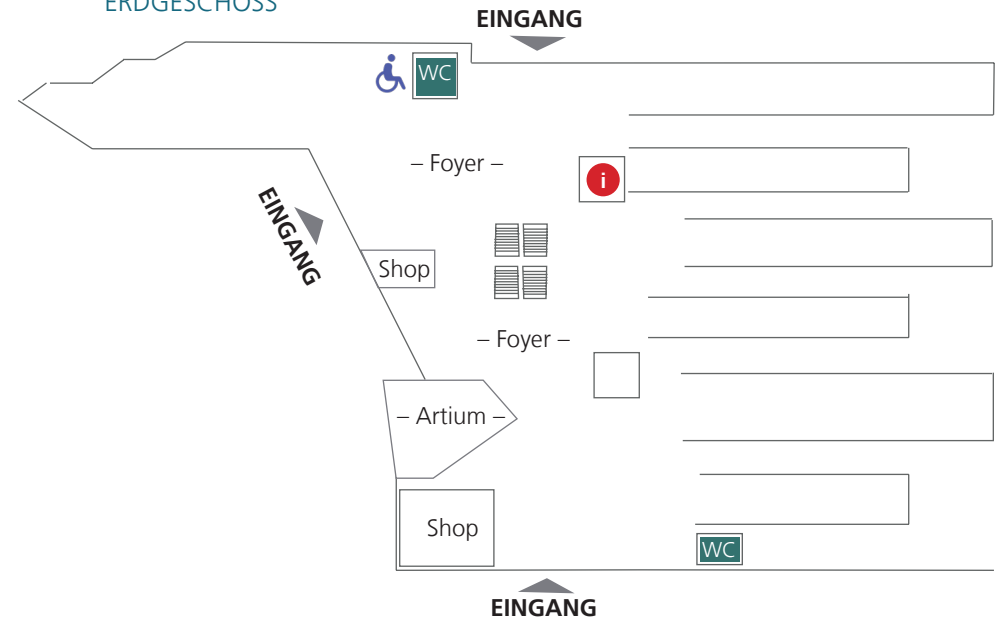 ERDGESCHOSS
EINGANG
WC
– Foyer –
i
EINGANG
Shop
– Foyer –
– Artium –
Shop
WC
EINGANG